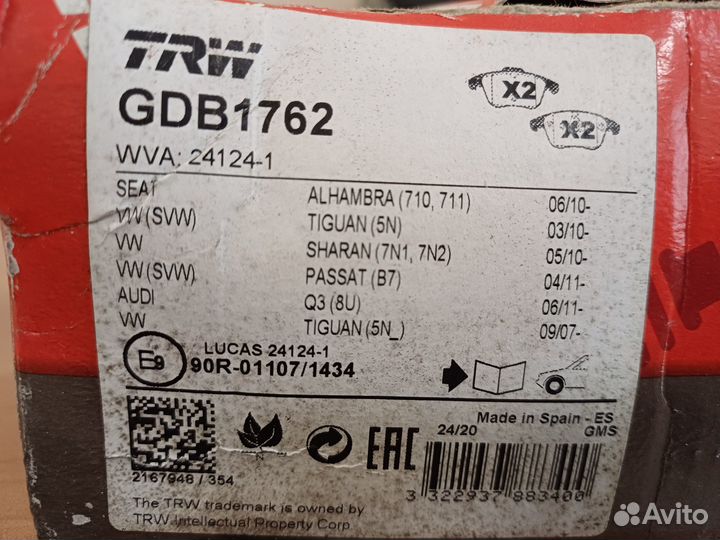 TRW
GDB1762
X2
X2
WVA: 24124-1
SEAT ALHAMBRA (710, 711) 06/10-
VW (SVW) TIGUAN (5N) 03/10-
VW SHARAN (7N1, 7N2) 05/10-
VW (SVW) PASSAT (B7) 04/11-
AUDI Q3 (8U) 06/11-
VW TIGUAN (5N_) 09/07-
LUCAS 24124-1
E9 90R-01107/1434
Made in Spain - ES
24/20 GMS
EAC
2167948 / 354
3 322937 883400
The TRW trademark is owned by
TRW Intellectual Property Corp.
Avito